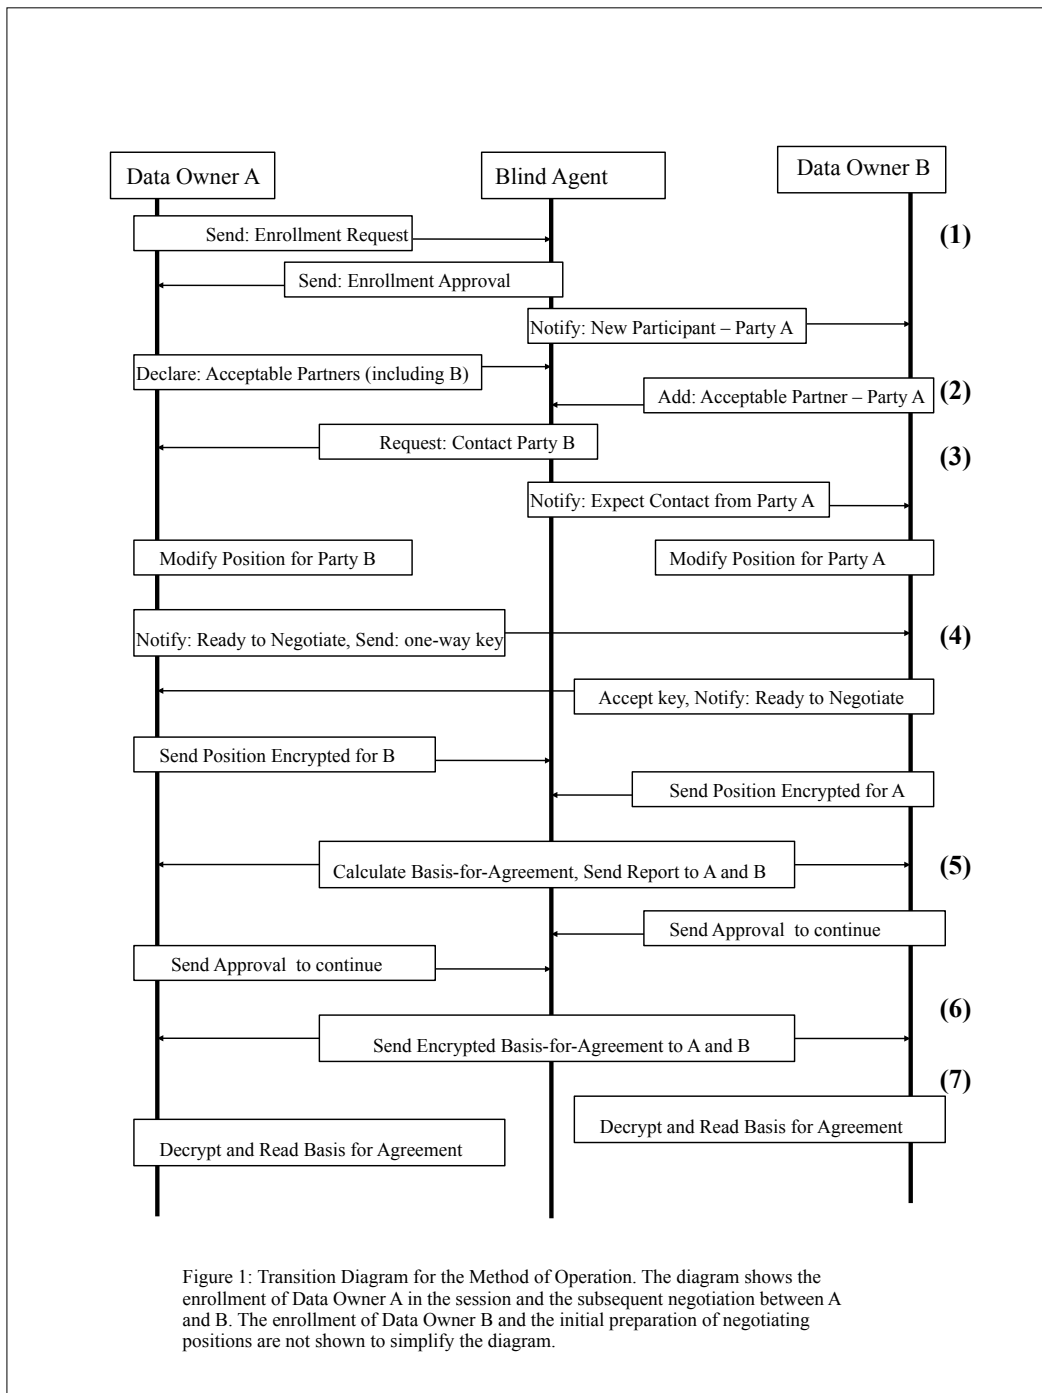 Data Owner A
Blind Agent
Data Owner B
Send: Enrollment Request
(1)
Send: Enrollment Approval
Notify: New Participant – Party A
Declare: Acceptable Partners (including B)
Add: Acceptable Partner – Party A
(2)
Request: Contact Party B
(3)
Notify: Expect Contact from Party A
Modify Position for Party B
Modify Position for Party A
Notify: Ready to Negotiate, Send: one-way key
(4)
Accept key, Notify: Ready to Negotiate
Send Position Encrypted for B
Send Position Encrypted for A
Calculate Basis-for-Agreement, Send Report to A and B
(5)
Send Approval  to continue
Send Approval  to continue
(6)
Send Encrypted Basis-for-Agreement to A and B
(7)
Decrypt and Read Basis for Agreement
Decrypt and Read Basis for Agreement
Figure 1: Transition Diagram for the Method of Operation. The diagram shows the
enrollment of Data Owner A in the session and the subsequent negotiation between A
and B. The enrollment of Data Owner B and the initial preparation of negotiating
positions are not shown to simplify the diagram.